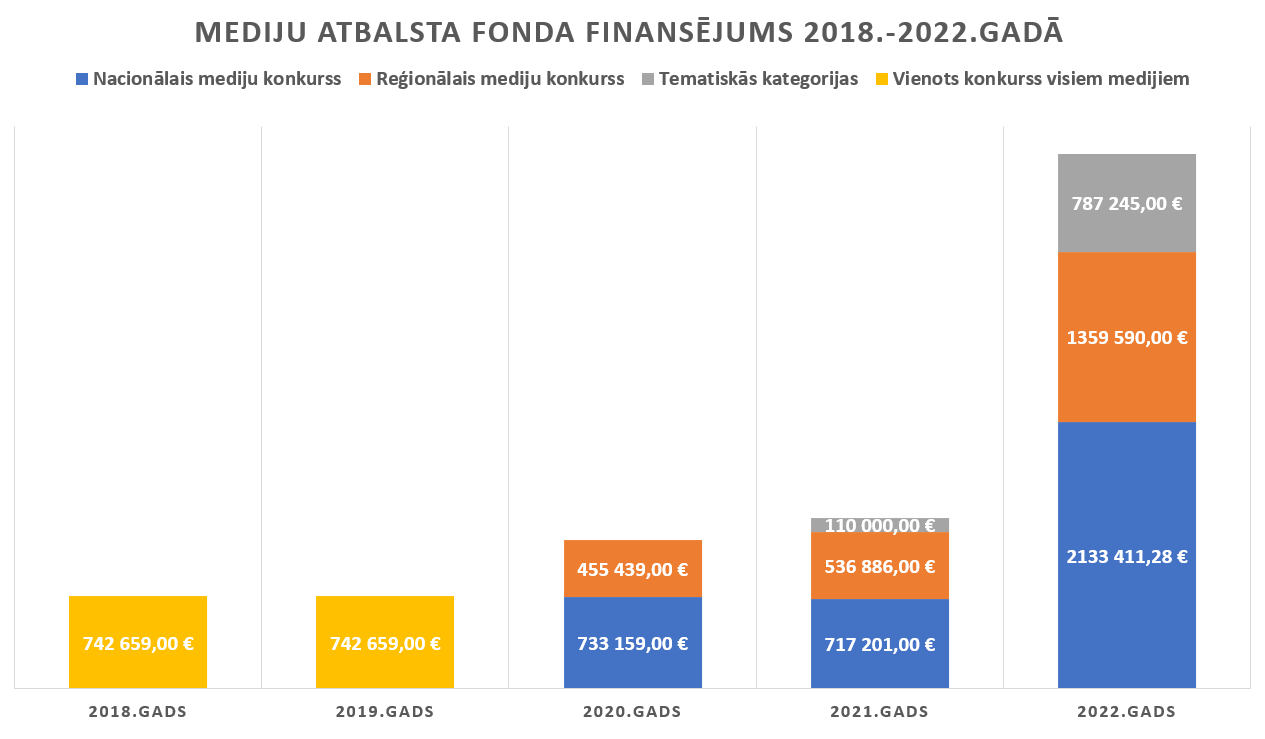 MEDIJU ATBALSTA FONDA FINANSĒJUMS 2018.-2022.GADĀ
Nacionālais mediju konkurss Reģionālais mediju konkurss Tematiskās kategorijas Vienots konkurss visiem medijiem
787 245,00 €
1359 590,00 €
110 000,00 €
2133 411,28 €
455 439,00 €
536 886,00 €
742 659,00 €
742 659,00 €
733 159,00 €
717 201,00 €
2018.GADS 2019.GADS 2020.GADS 2021.GADS 2022.GADS